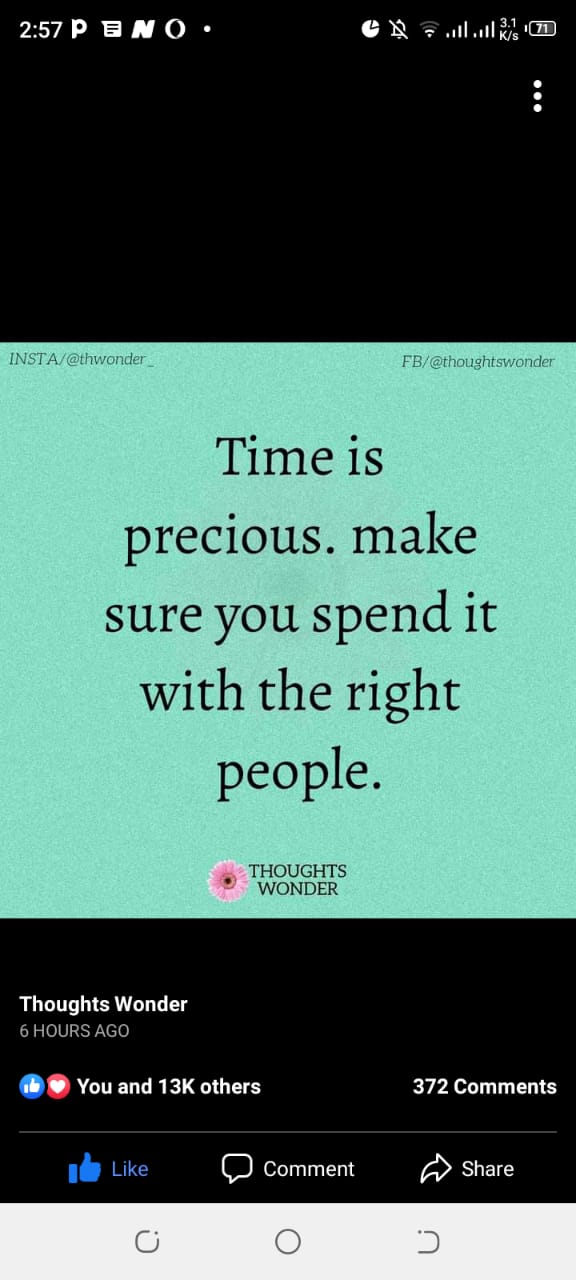 2:57
3.1
K/s
71
INSTA/@thwonder_
FB/@thoughtswonder
Time is
precious. make
sure you spend it
with the right
people.
THOUGHTS
WONDER
Thoughts Wonder
6 HOURS AGO
You and 13K others
372 Comments
Like
Comment
Share